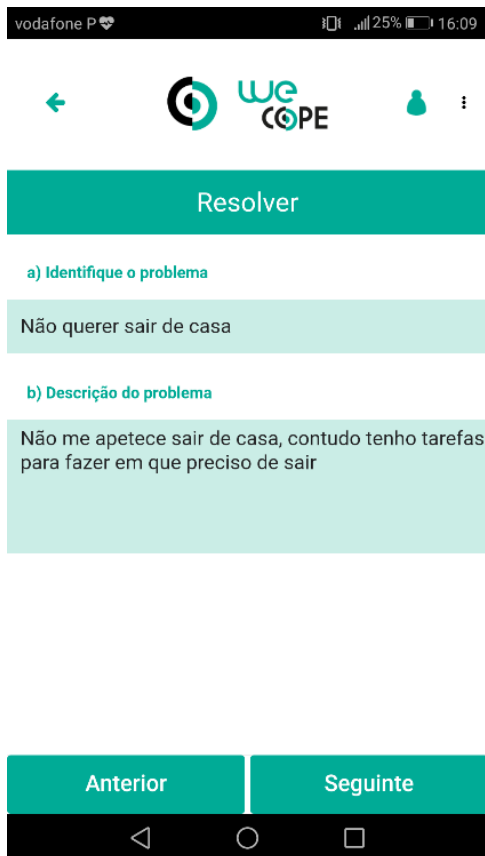 vodafone P 25% 16:09
we
COPE
Resolver
a) Identifique o problema
Não querer sair de casa
b) Descrição do problema
Não me apetece sair de casa, contudo tenho tarefas
para fazer em que preciso de sair
Anterior Seguinte